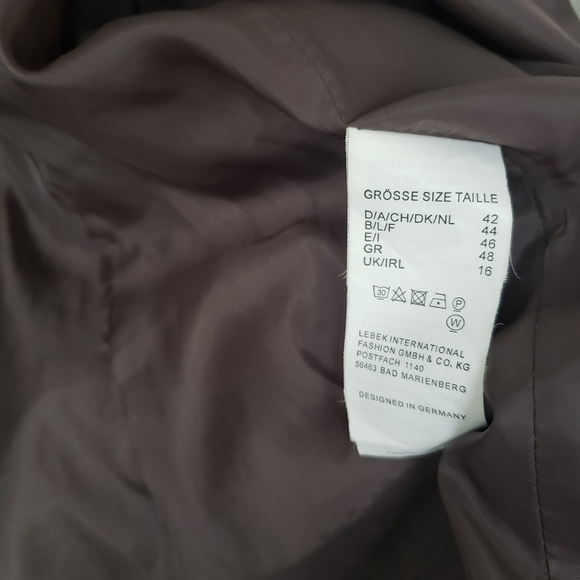 GRÖSSE SIZE TAILLE
D/A/CH/DK/NL 42
B/L/F 44
E/I 46
GR 48
UK/IRL 16
30 P
W
LEBEK INTERNATIONAL
FASHION GMBH & CO. KG
POSTFACH 1140
56463 BAD MARIENBERG
DESIGNED IN GERMANY